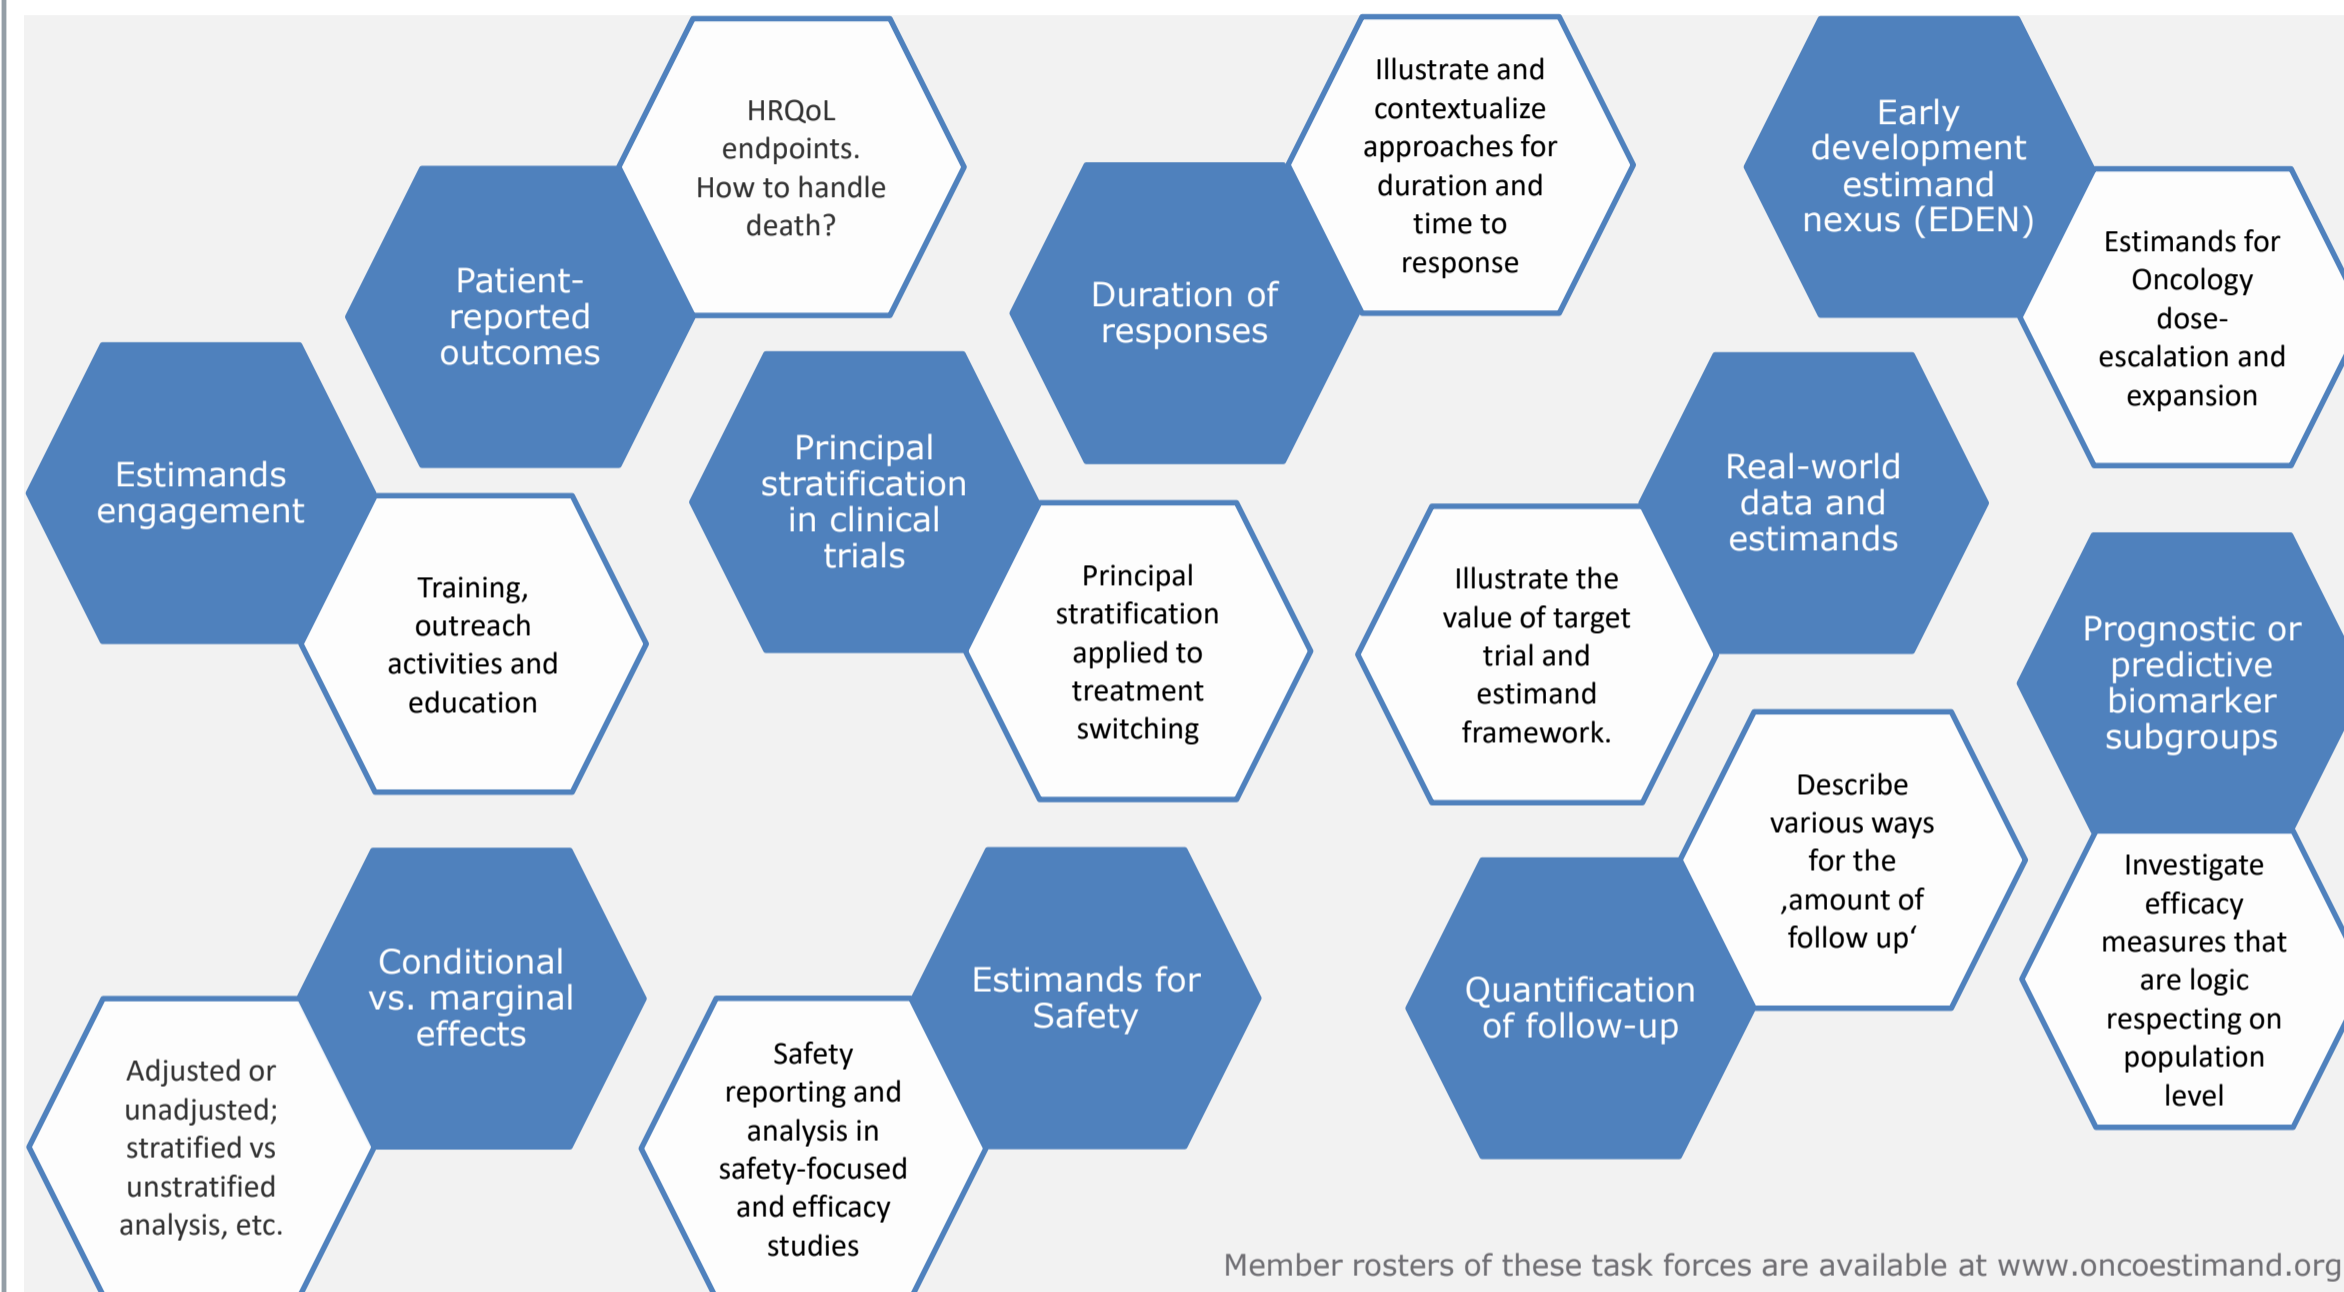 HRQoL
endpoints.
How to handle
death?
Patient-
reported
outcomes
Illustrate and
contextualize
approaches for
duration and
time to
response
Duration of
responses
Early
development
estimand
nexus (EDEN)
Estimands for
Oncology
dose-
escalation and
expansion
Estimands
engagement
Training,
outreach
activities and
education
Principal
stratification
in clinical
trials
Principal
stratification
applied to
treatment
switching
Real-world
data and
estimands
Illustrate the
value of target
trial and
estimand
framework.
Prognostic or
predictive
biomarker
subgroups
Investigate
efficacy
measures that
are logic
respecting on
population
level
Conditional
vs. marginal
effects
Adjusted or
unadjusted;
stratified vs
unstratified
analysis, etc.
Estimands for
Safety
Safety
reporting and
analysis in
safety-focused
and efficacy
studies
Describe
various ways
for the
‚amount of
follow up‘
Quantification
of follow-up
Member rosters of these task forces are available at www.oncoestimand.org